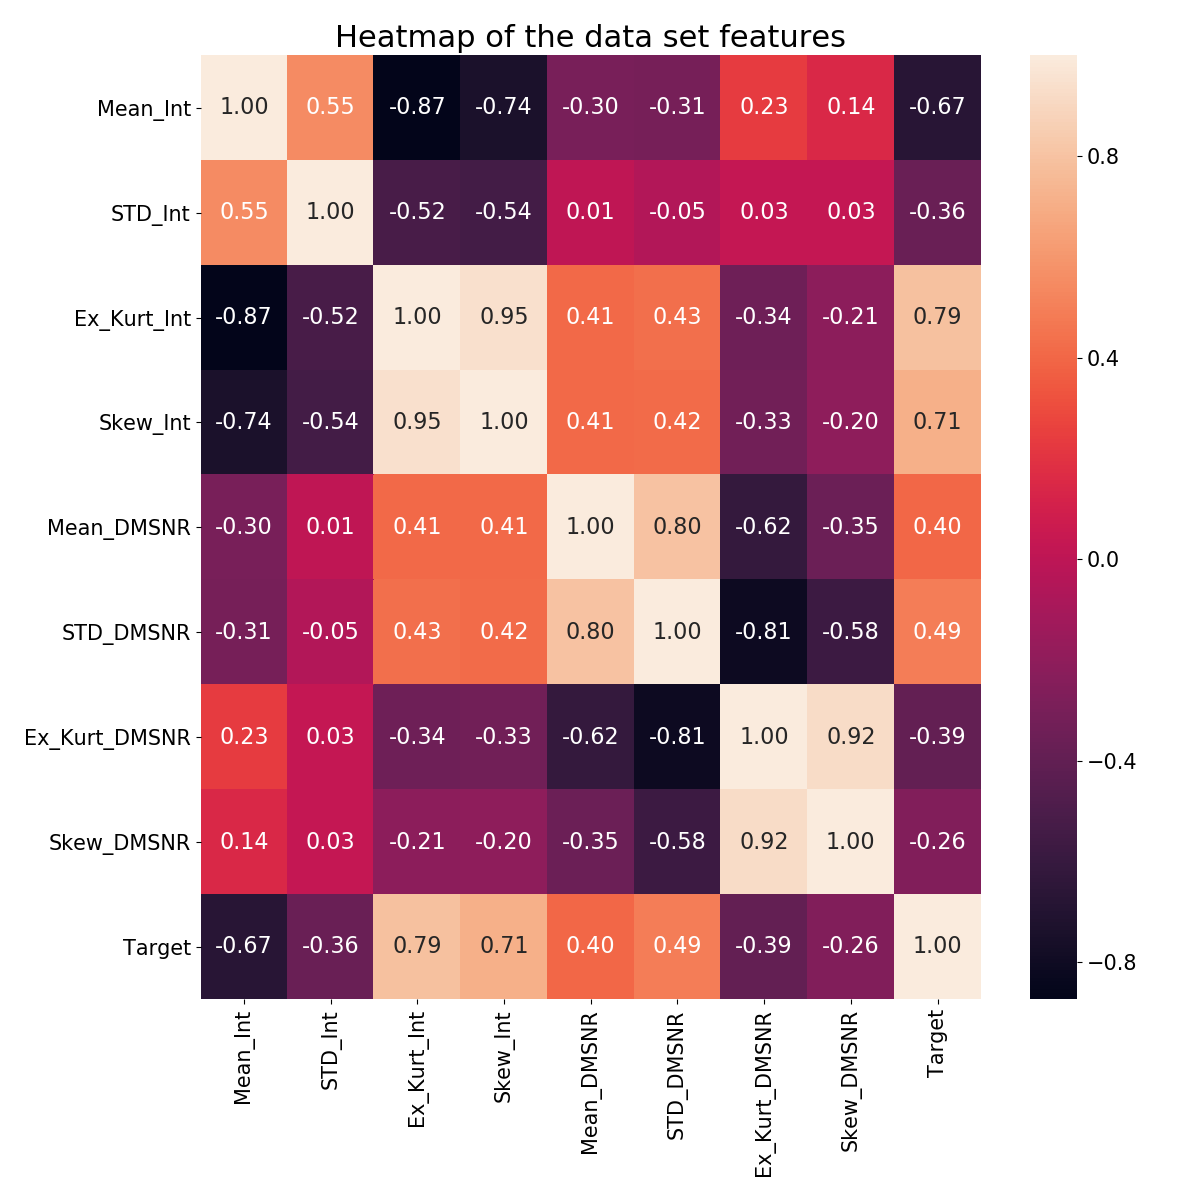 Heatmap of the data set features
Mean_Int 1.00 0.55 -0.87 -0.74 -0.30 -0.31 0.23 0.14 -0.67
STD_Int 0.55 1.00 -0.52 -0.54 0.01 -0.05 0.03 0.03 -0.36
Ex_Kurt_Int -0.87 -0.52 1.00 0.95 0.41 0.43 -0.34 -0.21 0.79
Skew_Int -0.74 -0.54 0.95 1.00 0.41 0.42 -0.33 -0.20 0.71
Mean_DMSNR -0.30 0.01 0.41 0.41 1.00 0.80 -0.62 -0.35 0.40
STD_DMSNR -0.31 -0.05 0.43 0.42 0.80 1.00 -0.81 -0.58 0.49
Ex_Kurt_DMSNR 0.23 0.03 -0.34 -0.33 -0.62 -0.81 1.00 0.92 -0.39
Skew_DMSNR 0.14 0.03 -0.21 -0.20 -0.35 -0.58 0.92 1.00 -0.26
Target -0.67 -0.36 0.79 0.71 0.40 0.49 -0.39 -0.26 1.00
Mean_Int
STD_Int
Ex_Kurt_Int
Skew_Int
Mean_DMSNR
STD_DMSNR
Ex_Kurt_DMSNR
Skew_DMSNR
Target
0.8
0.4
0.0
−0.4
−0.8